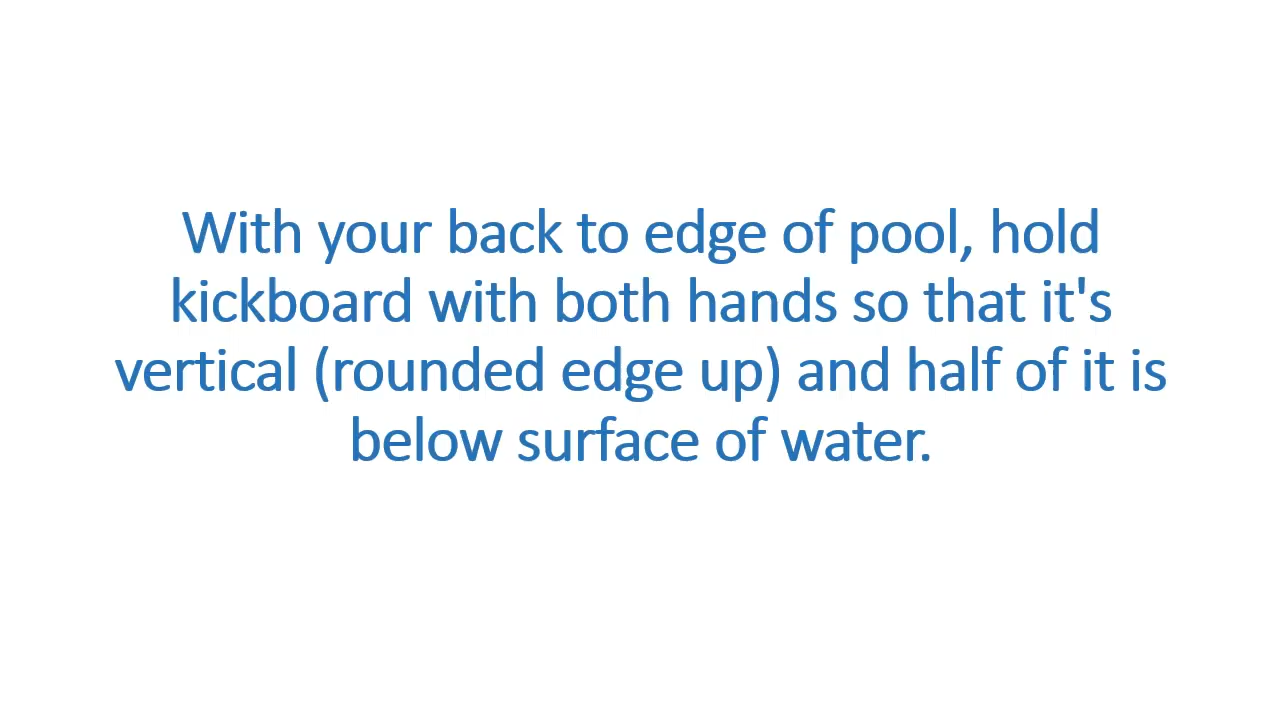 With your back to edge of pool, hold
kickboard with both hands so that it's
vertical (rounded edge up) and half of it is
below surface of water.